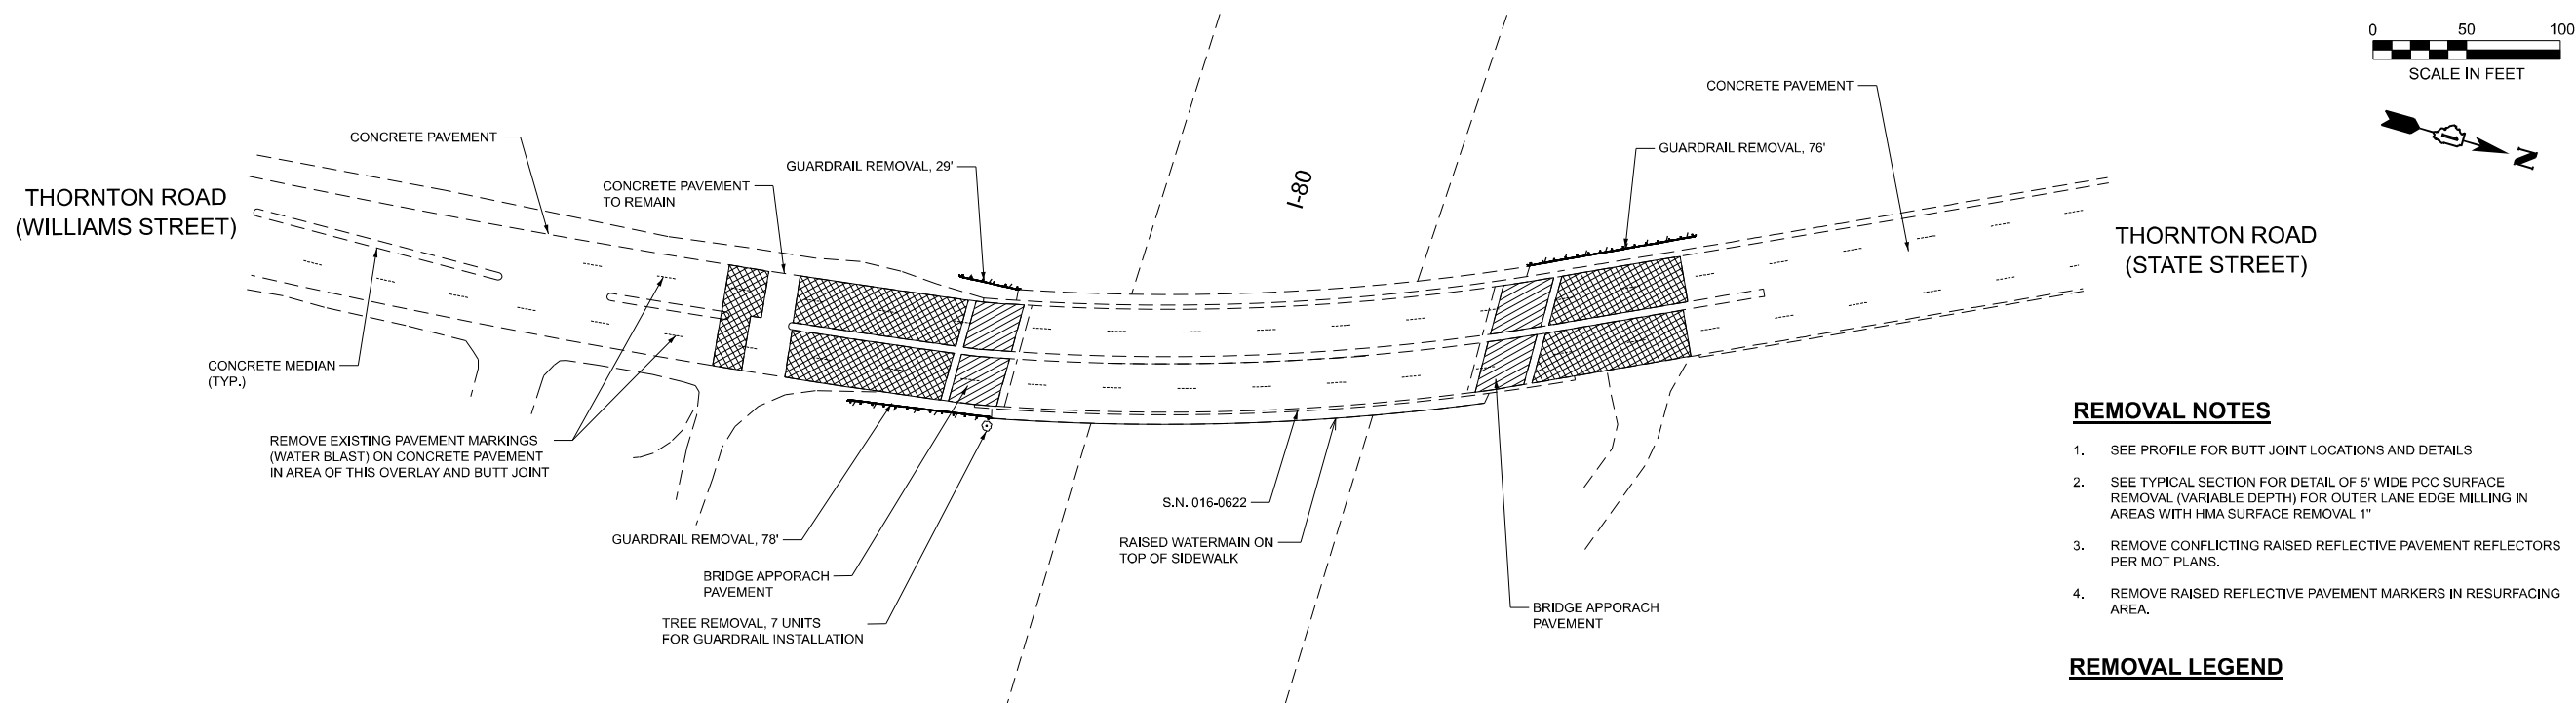 0 50 100
SCALE IN FEET
N
CONCRETE PAVEMENT
CONCRETE PAVEMENT
GUARDRAIL REMOVAL, 76'
GUARDRAIL REMOVAL, 29'
THORNTON ROAD
(WILLIAMS STREET)
CONCRETE PAVEMENT
TO REMAIN
I-80
THORNTON ROAD
(STATE STREET)
CONCRETE MEDIAN
(TYP.)
REMOVE EXISTING PAVEMENT MARKINGS
(WATER BLAST) ON CONCRETE PAVEMENT
IN AREA OF THIS OVERLAY AND BUTT JOINT
GUARDRAIL REMOVAL, 78'
BRIDGE APPORACH
PAVEMENT
TREE REMOVAL, 7 UNITS
FOR GUARDRAIL INSTALLATION
S.N. 016-0622
RAISED WATERMAIN ON
TOP OF SIDEWALK
BRIDGE APPORACH
PAVEMENT
REMOVAL NOTES
1. SEE PROFILE FOR BUTT JOINT LOCATIONS AND DETAILS
2. SEE TYPICAL SECTION FOR DETAIL OF 5' WIDE PCC SURFACE
REMOVAL (VARIABLE DEPTH) FOR OUTER LANE EDGE MILLING IN
AREAS WITH HMA SURFACE REMOVAL 1"
3. REMOVE CONFLICTING RAISED REFLECTIVE PAVEMENT REFLECTORS
PER MOT PLANS.
4. REMOVE RAISED REFLECTIVE PAVEMENT MARKERS IN RESURFACING
AREA.
REMOVAL LEGEND